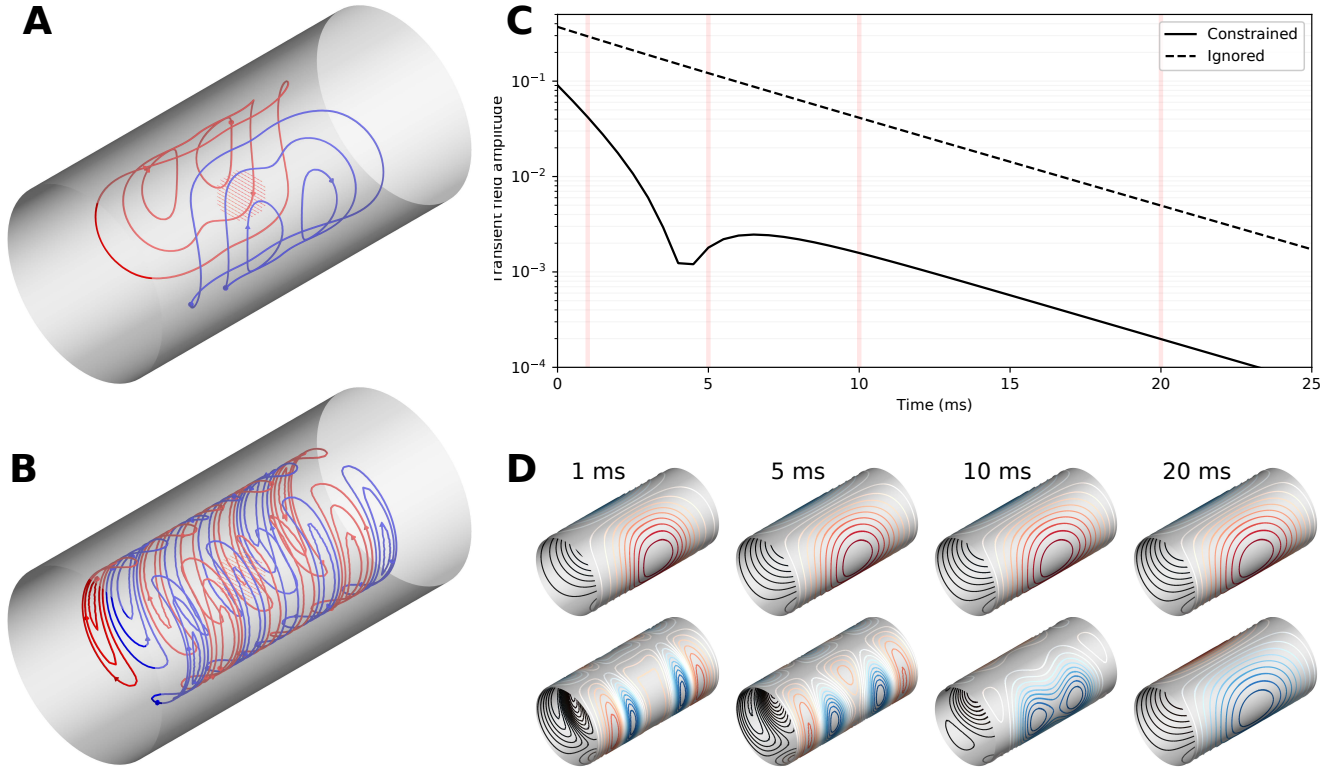 A
C
Constrained
Ignored
Transient field amplitude
10⁻¹
10⁻²
10⁻³
10⁻⁴
0
5
10
15
20
25
Time (ms)
B
D
1 ms
5 ms
10 ms
20 ms